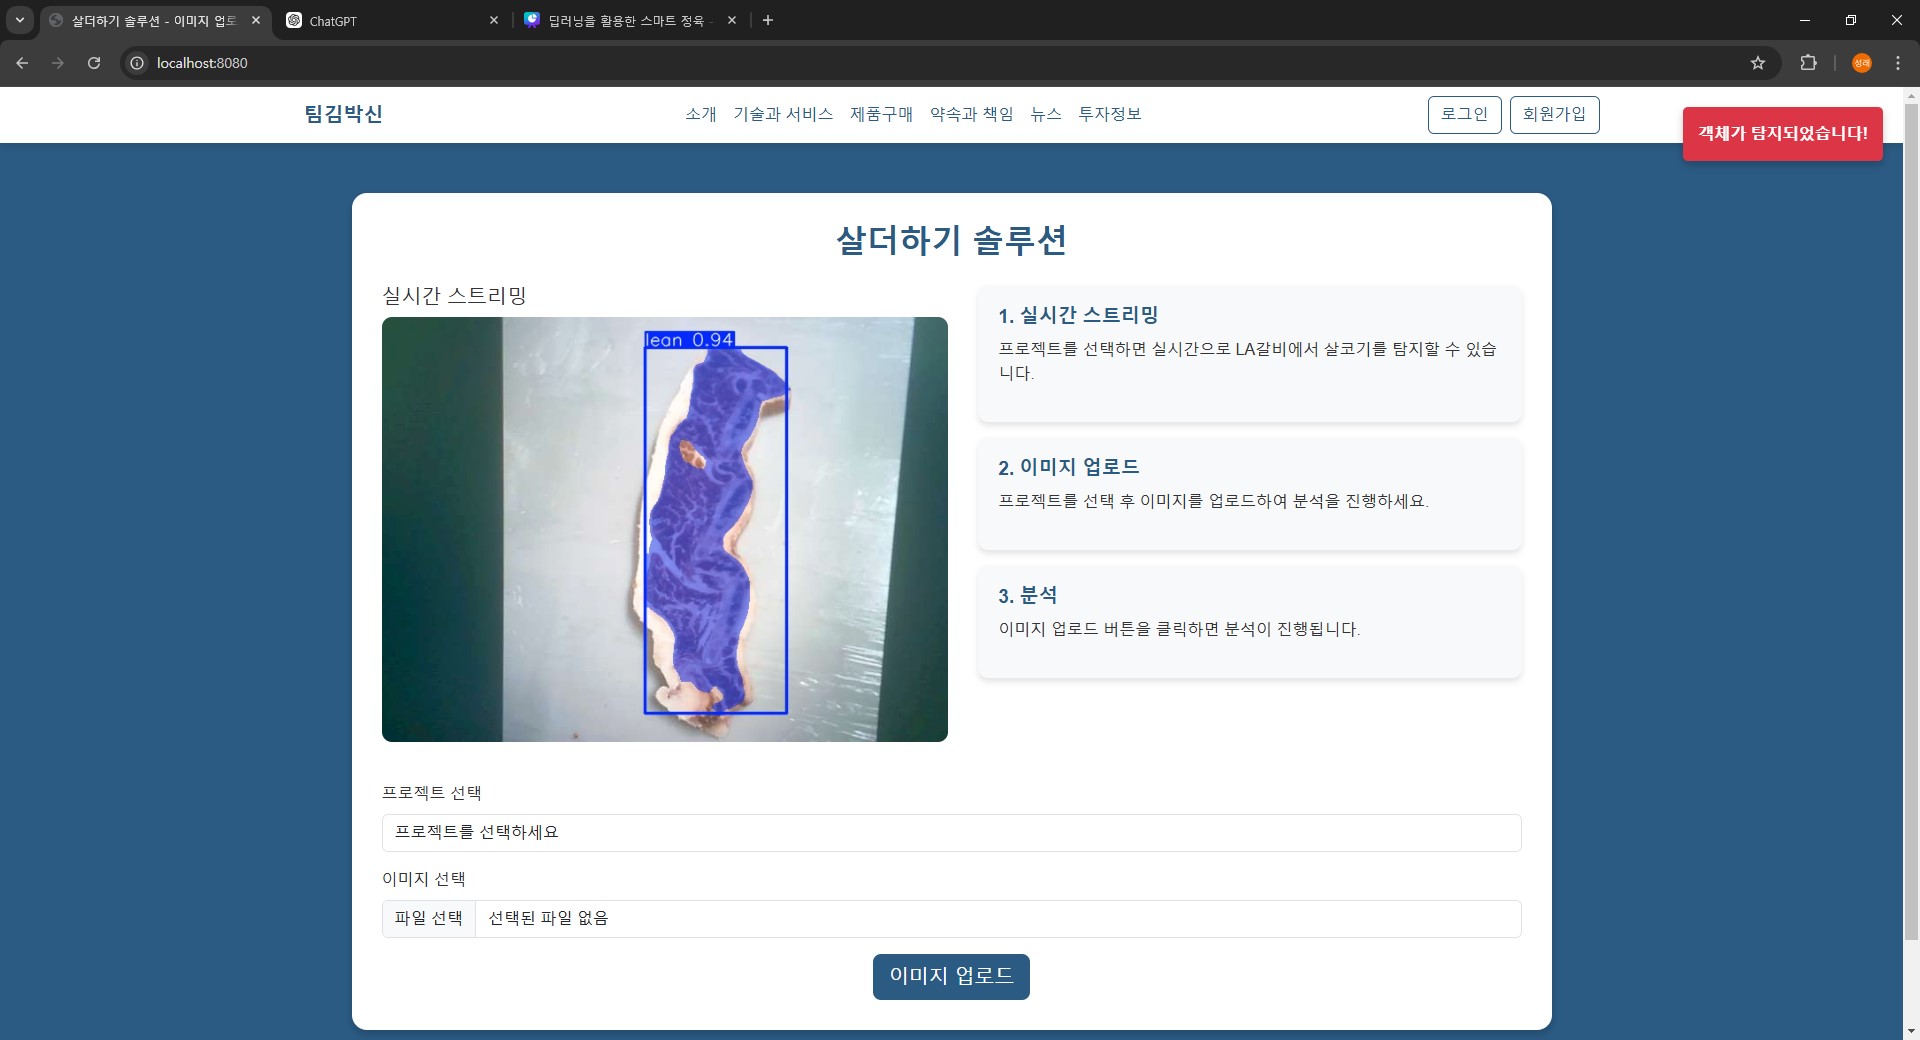 살더하기 솔루션 - 이미지 업로
ChatGPT
딥러닝을 활용한 스마트 정육 -
localhost:8080
성래
팀김박신
소개 기술과 서비스 제품구매 약속과 책임 뉴스 투자정보
로그인 회원가입
객체가 탐지되었습니다!
살더하기 솔루션
실시간 스트리밍
lean 0.94
1. 실시간 스트리밍
프로젝트를 선택하면 실시간으로 LA갈비에서 살코기를 탐지할 수 있습
니다.
2. 이미지 업로드
프로젝트를 선택 후 이미지를 업로드하여 분석을 진행하세요.
3. 분석
이미지 업로드 버튼을 클릭하면 분석이 진행됩니다.
프로젝트 선택
프로젝트를 선택하세요
이미지 선택
파일 선택 선택된 파일 없음
이미지 업로드